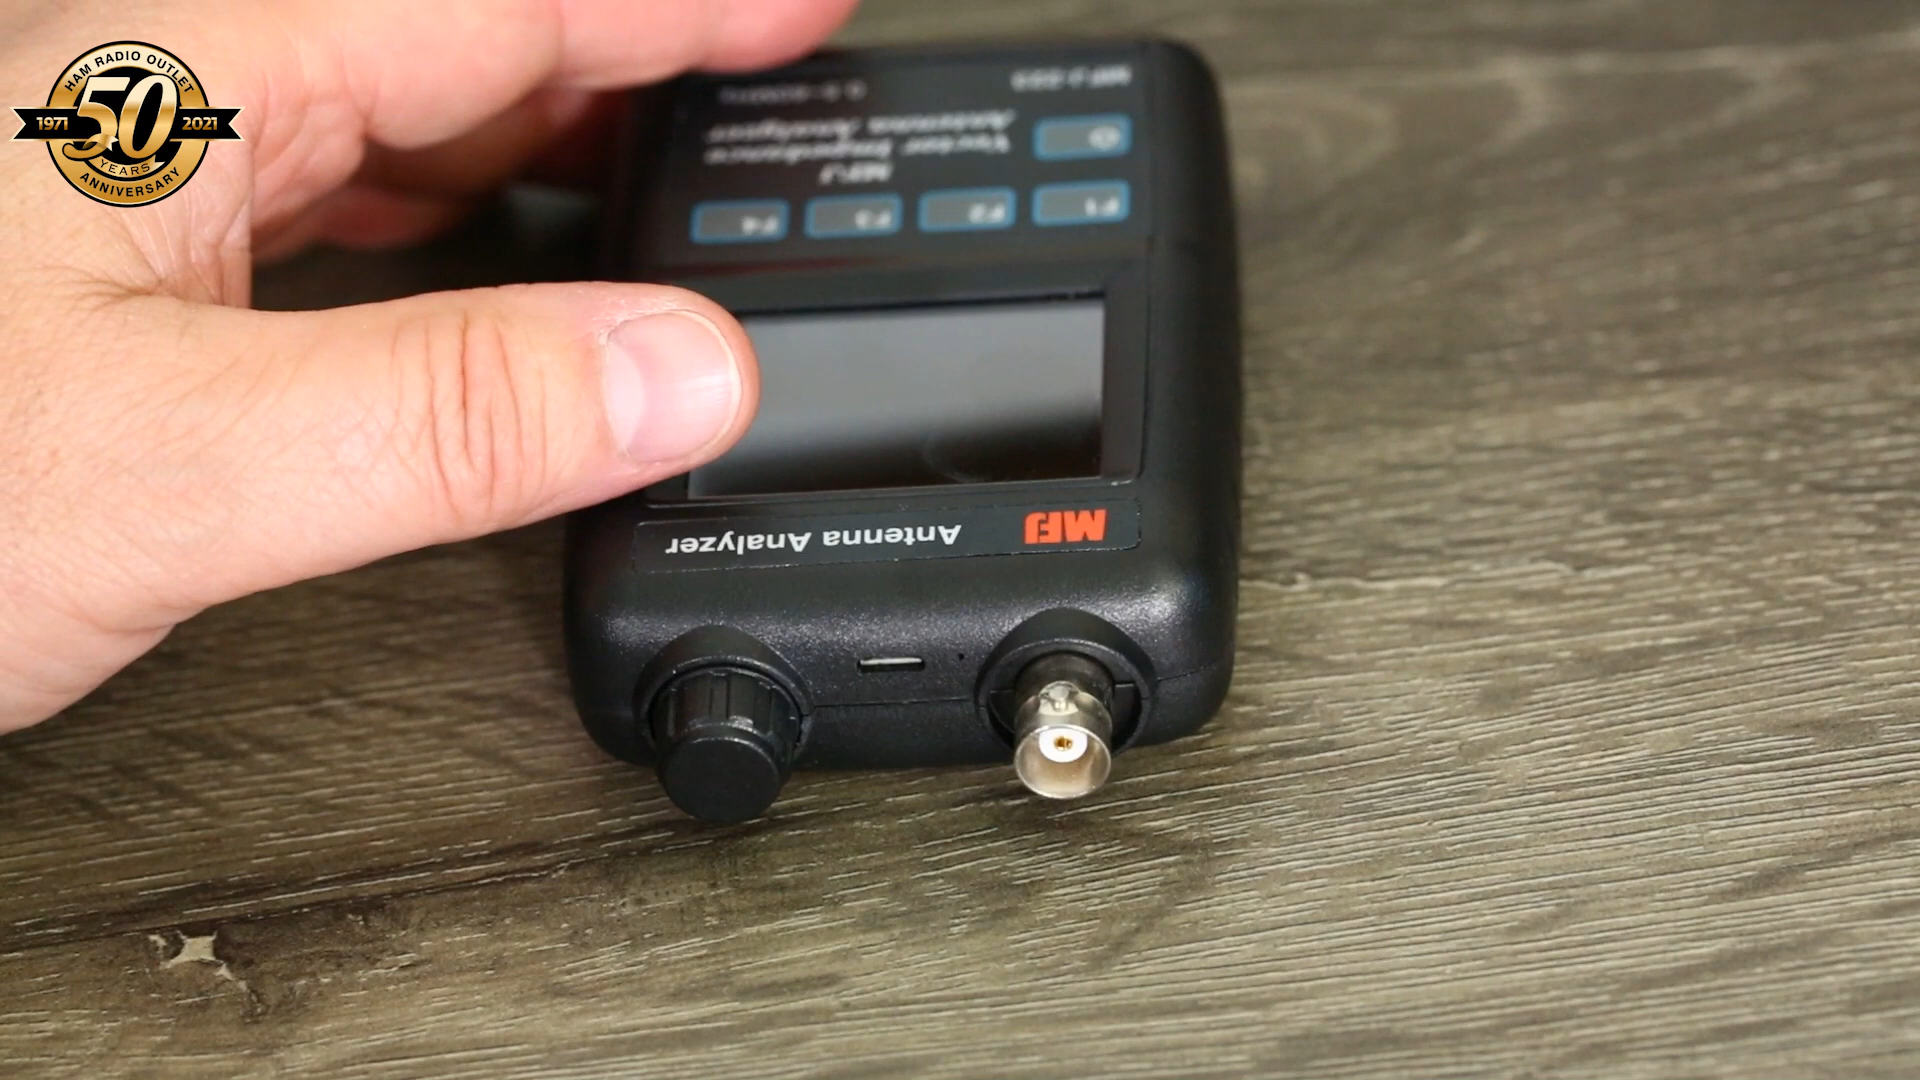 HAM RADIO OUTLET
1971 50 2021
YEARS
ANNIVERSARY
MFJ Antenna Analyzer
F1 F2 F3 F4
MFJ
Vector Impedance
Antenna Analyzer